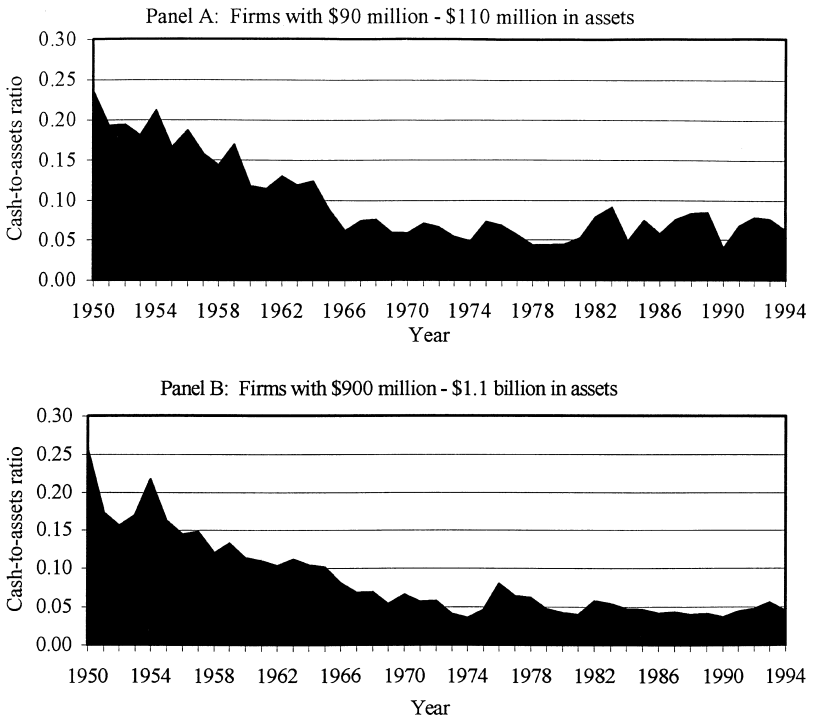 Panel A: Firms with $90 million - $110 million in assets
0.30
0.25
0.20
0.15
0.10
0.05
0.00
Cash-to-assets ratio
1950 1954 1958 1962 1966 1970 1974 1978 1982 1986 1990 1994
Year
Panel B: Firms with $900 million - $1.1 billion in assets
0.30
0.25
0.20
0.15
0.10
0.05
0.00
Cash-to-assets ratio
1950 1954 1958 1962 1966 1970 1974 1978 1982 1986 1990 1994
Year